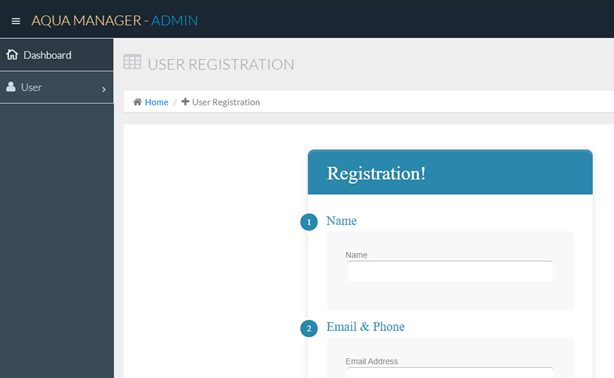 AQUA MANAGER - ADMIN
Dashboard
User
USER REGISTRATION
Home / User Registration
Registration!
1 Name
Name
2 Email & Phone
Email Address